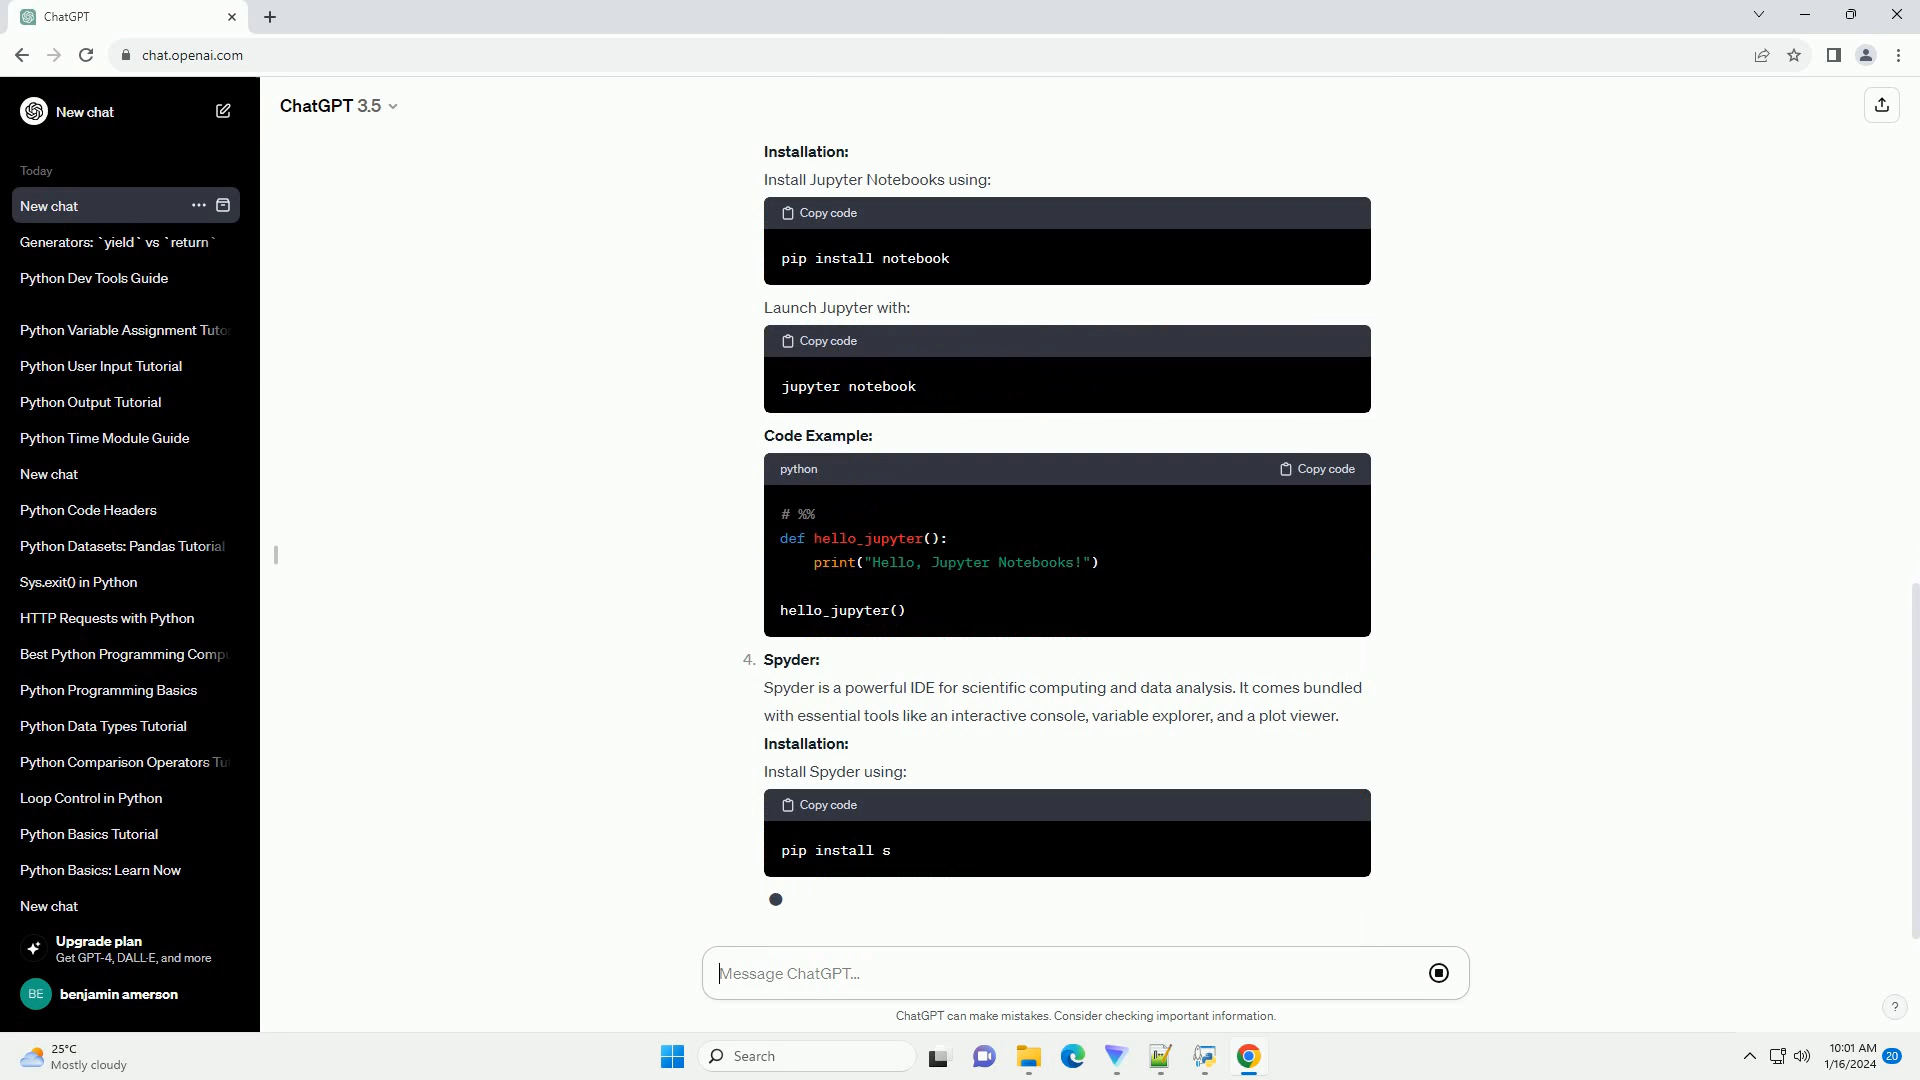 ChatGPT
chat.openai.com
New chat
Today
New chat
Generators: `yield` vs `return`
Python Dev Tools Guide
Python Variable Assignment Tuto
Python User Input Tutorial
Python Output Tutorial
Python Time Module Guide
New chat
Python Code Headers
Python Datasets: Pandas Tutorial
Sys.exit() in Python
HTTP Requests with Python
Best Python Programming Compu
Python Programming Basics
Python Data Types Tutorial
Python Comparison Operators Tut
Loop Control in Python
Python Basics Tutorial
Python Basics: Learn Now
New chat
Upgrade plan
Get GPT-4, DALL·E, and more
BE benjamin amerson
ChatGPT 3.5
Installation:
Install Jupyter Notebooks using:
Copy code
pip install notebook
Launch Jupyter with:
Copy code
jupyter notebook
Code Example:
python Copy code
# %%
def hello_jupyter():
    print("Hello, Jupyter Notebooks!")
hello_jupyter()
4. Spyder:
Spyder is a powerful IDE for scientific computing and data analysis. It comes bundled
with essential tools like an interactive console, variable explorer, and a plot viewer.
Installation:
Install Spyder using:
Copy code
pip install s
Message ChatGPT...
ChatGPT can make mistakes. Consider checking important information.
?
25°C
Mostly cloudy
Search
10:01 AM
1/16/2024
20